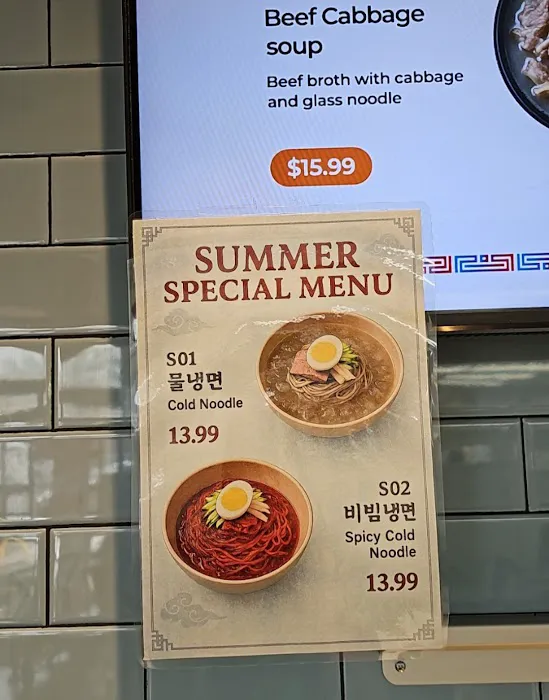 Beef Cabbage
soup
Beef broth with cabbage
and glass noodle
$15.99
SUMMER
SPECIAL MENU
S01
물냉면
Cold Noodle
13.99
S02
비빔냉면
Spicy Cold
Noodle
13.99